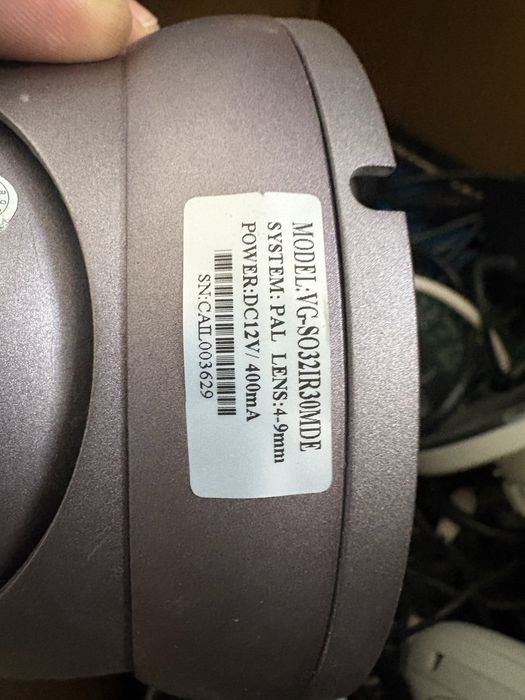 MODEL:VG-SO32IR30MDE
SYSTEM: PAL LENS:4-9mm
POWER:DC12V/ 400mA
SN:CAIL003629